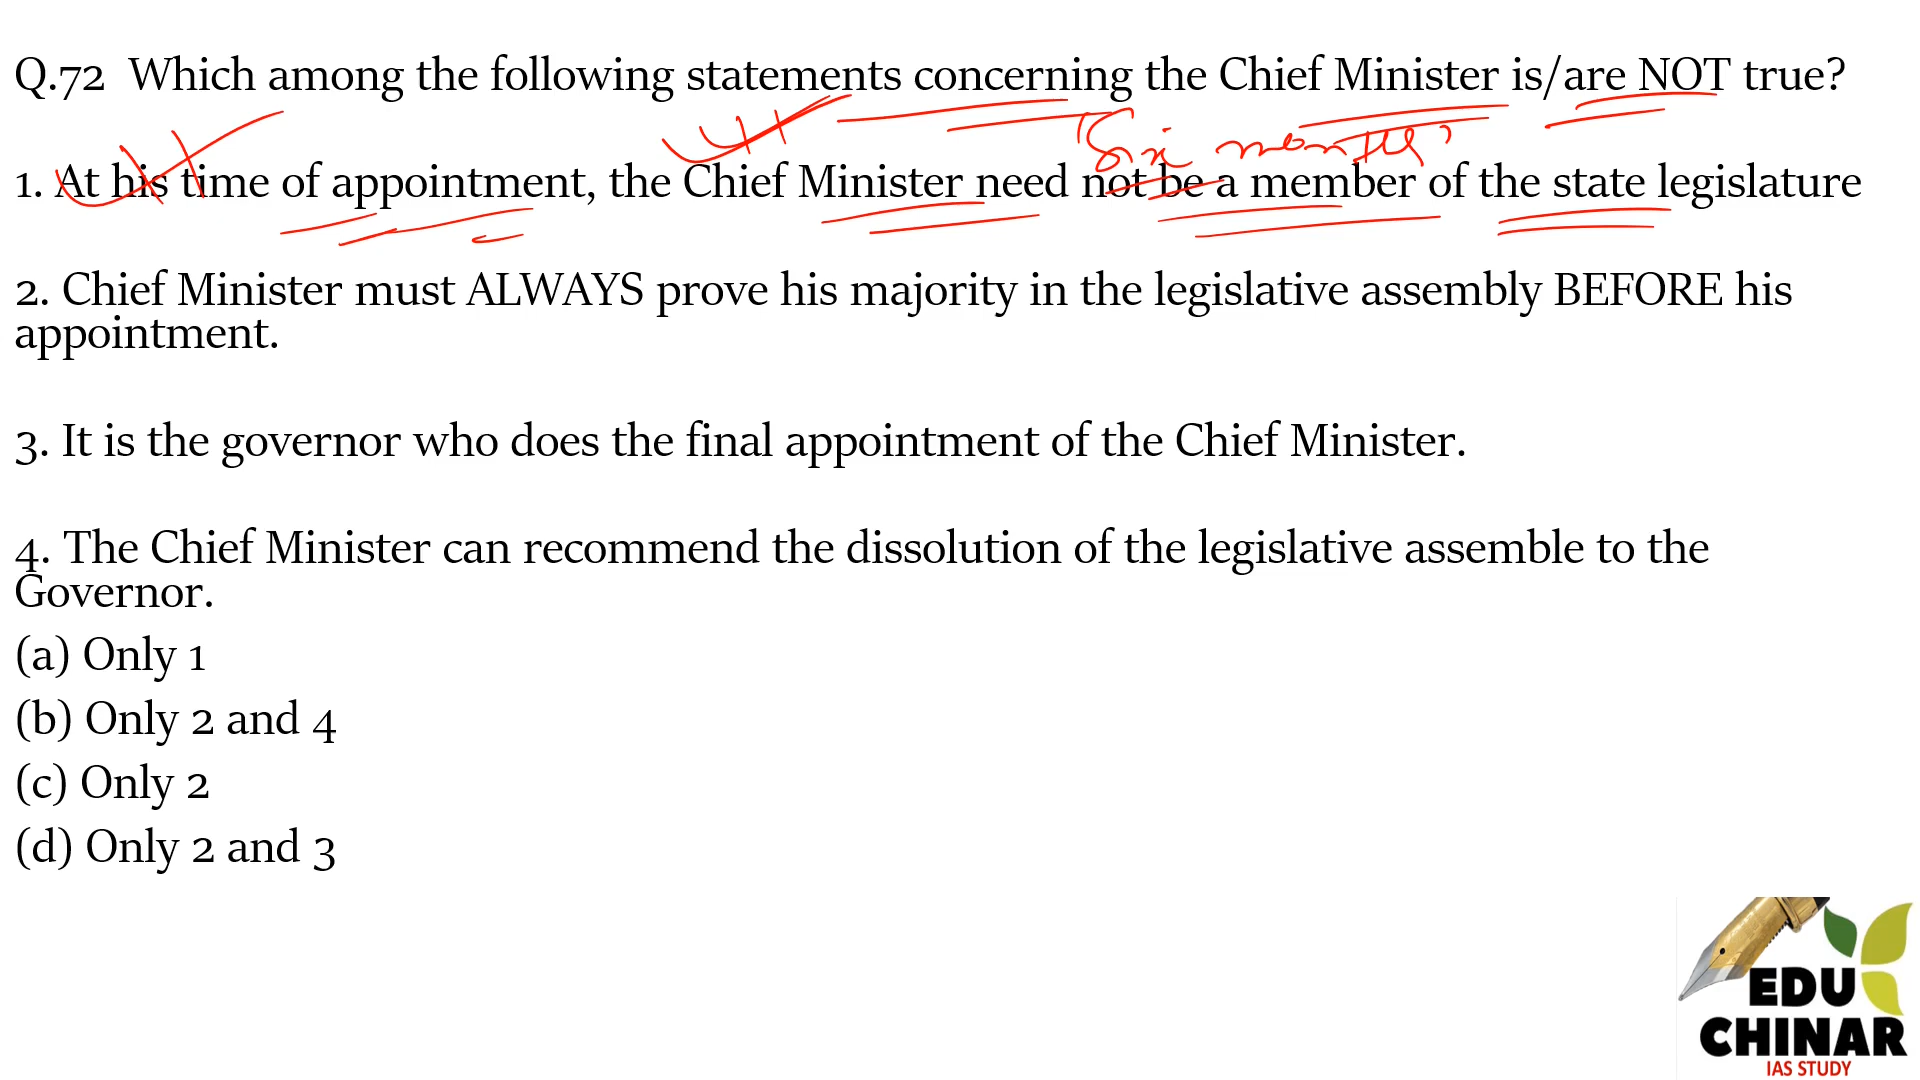 Q.72 Which among the following statements concerning the Chief Minister is/are NOT true?
"Six months"
1. At his time of appointment, the Chief Minister need not be a member of the state legislature
2. Chief Minister must ALWAYS prove his majority in the legislative assembly BEFORE his
appointment.
3. It is the governor who does the final appointment of the Chief Minister.
4. The Chief Minister can recommend the dissolution of the legislative assemble to the
Governor.
(a) Only 1
(b) Only 2 and 4
(c) Only 2
(d) Only 2 and 3
EDU
CHINAR
IAS STUDY